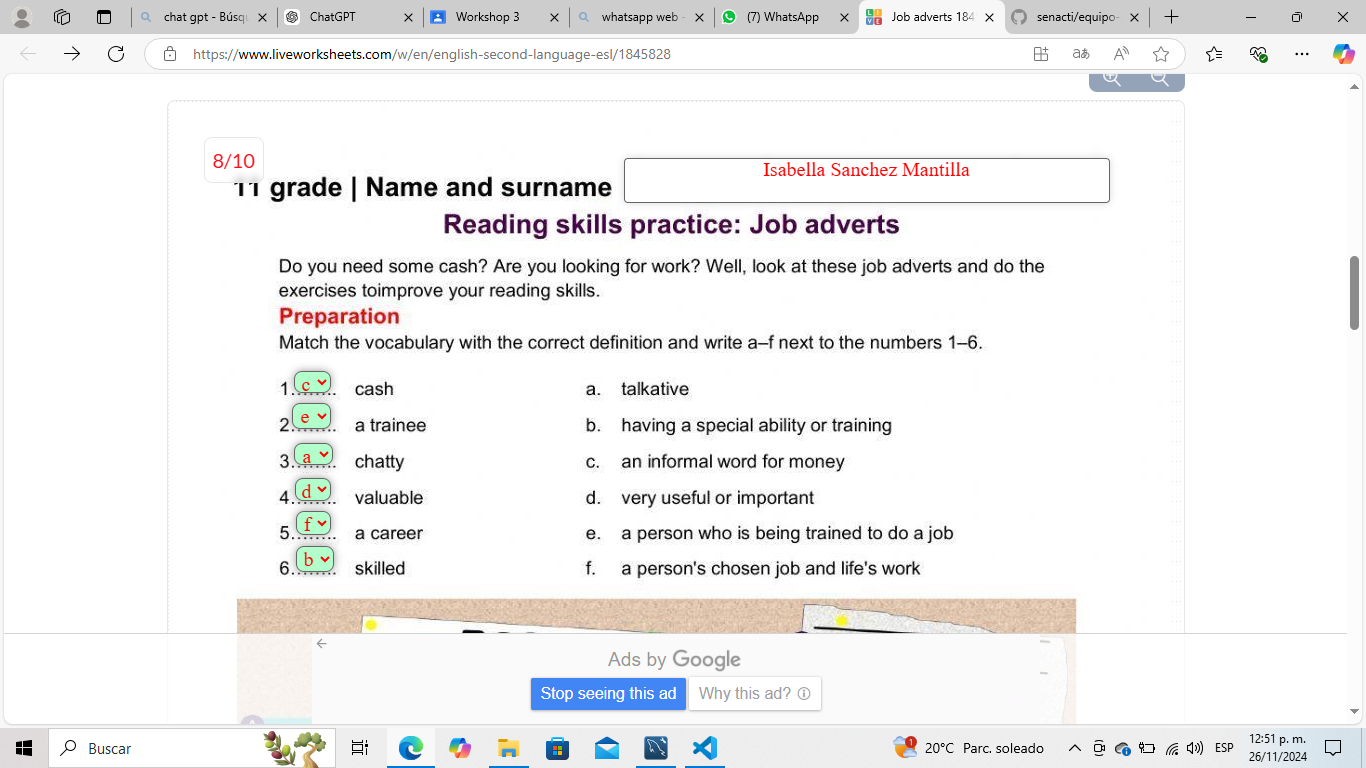 chat gpt - Búsqu
ChatGPT
Workshop 3
whatsapp web -
(7) WhatsApp
Job adverts 184
senacti/equipo-
https://www.liveworksheets.com/w/en/english-second-language-esl/1845828
8/10
11 grade | Name and surname
Isabella Sanchez Mantilla
Reading skills practice: Job adverts
Do you need some cash? Are you looking for work? Well, look at these job adverts and do the
exercises toimprove your reading skills.
Preparation
Match the vocabulary with the correct definition and write a–f next to the numbers 1–6.
1. c cash a. talkative
2. e a trainee b. having a special ability or training
3. a chatty c. an informal word for money
4. d valuable d. very useful or important
5. f a career e. a person who is being trained to do a job
6. b skilled f. a person's chosen job and life's work
Ads by Google
Stop seeing this ad
Why this ad?
Buscar
1
20°C Parc. soleado
ESP
12:51 p. m.
26/11/2024